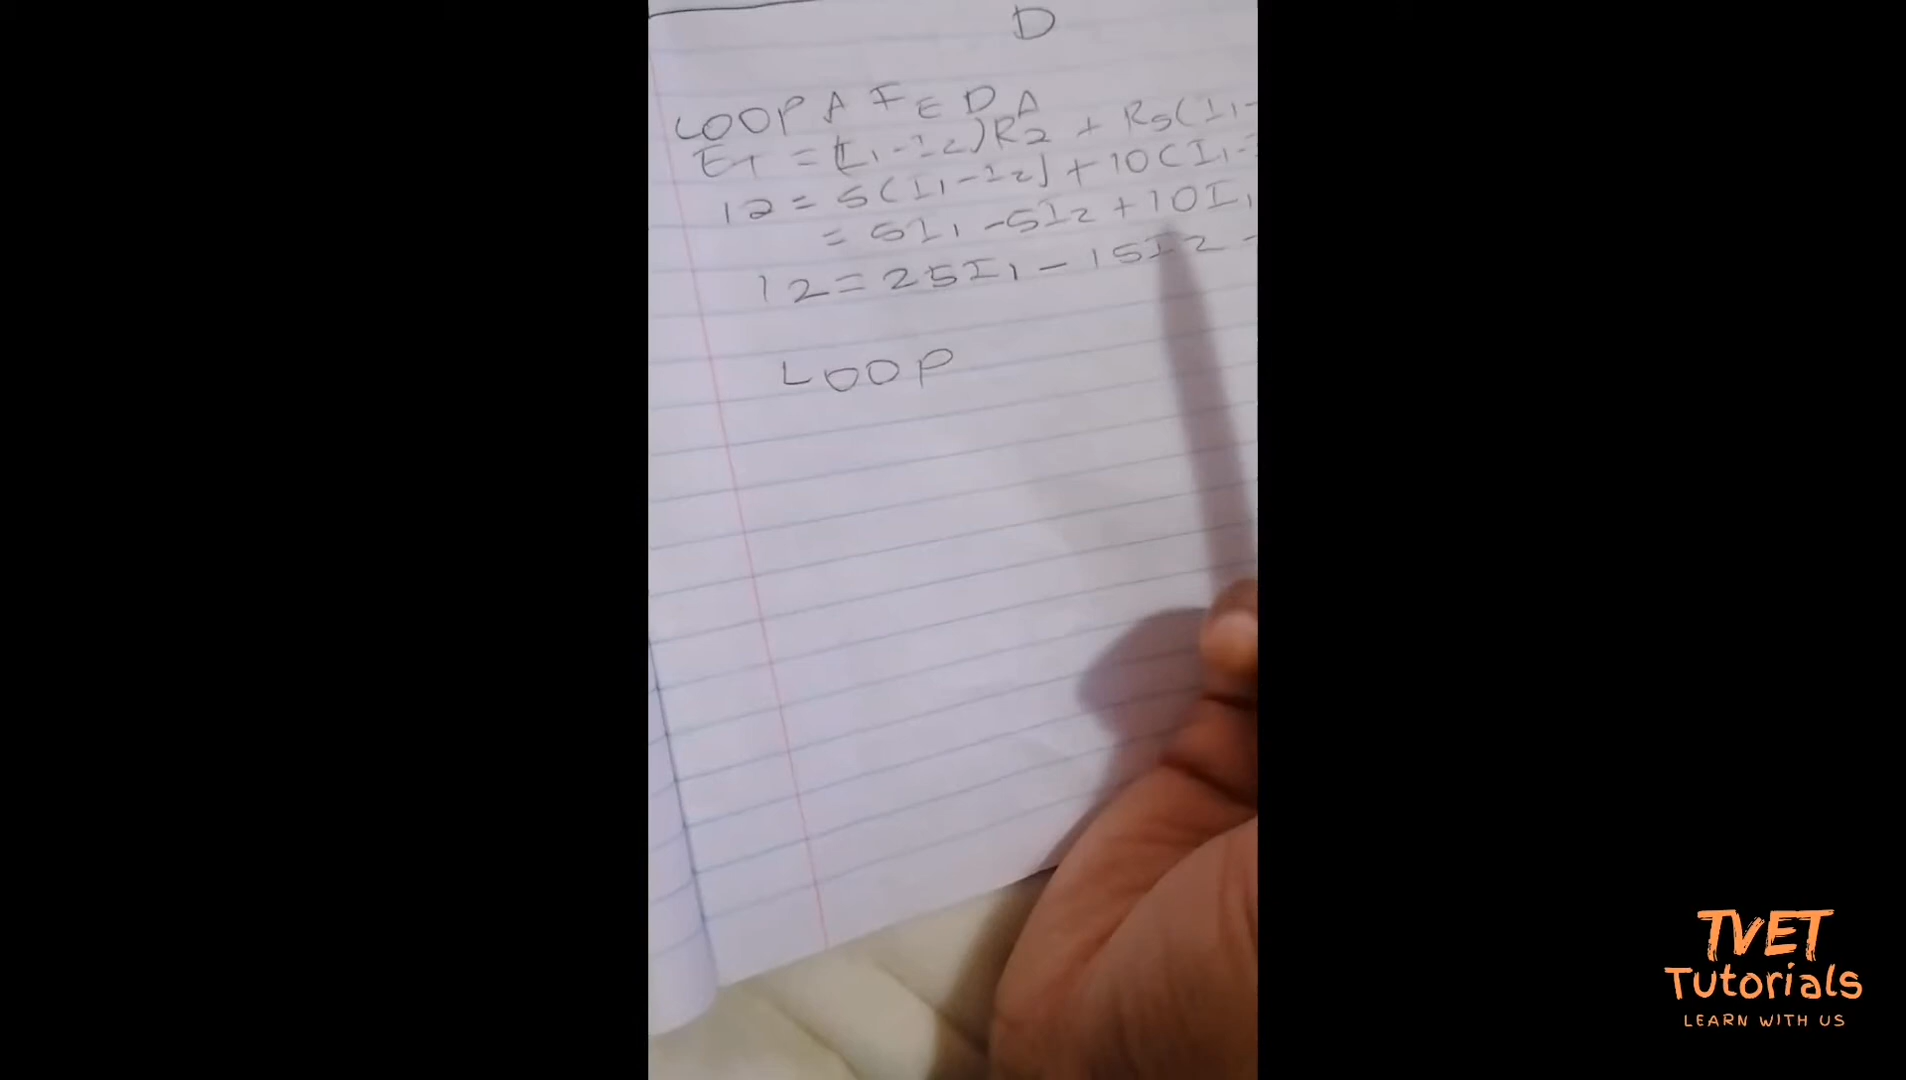 D
LOOP A F E D A
ET = (I1-I2)R2 + R5(I1-
12 = 5(I1-I2) + 10(I1-
= 5I1 - 5I2 + 10I1
12 = 25I1 - 15I2 -
LOOP
TVET
Tutorials
LEARN WITH US